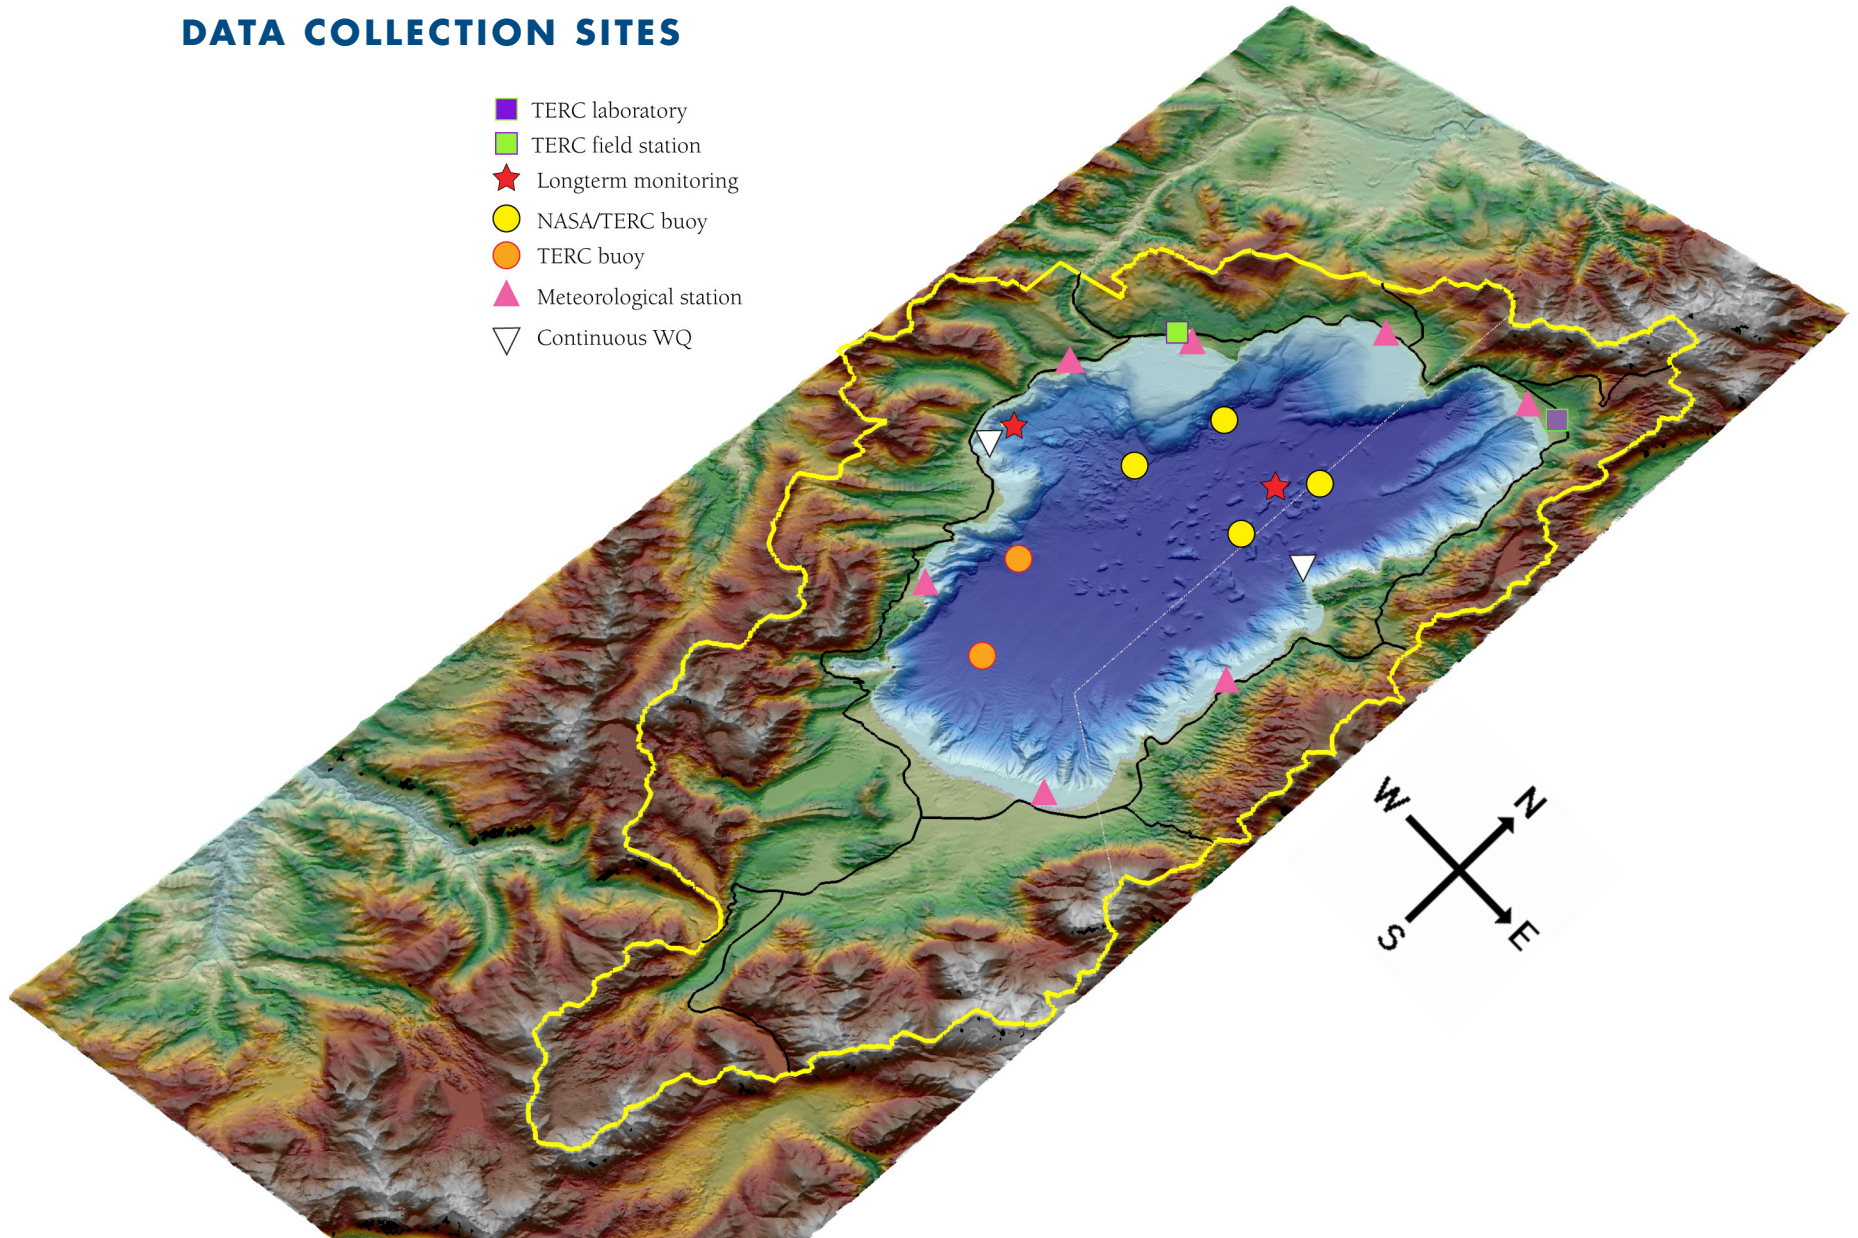 DATA COLLECTION SITES
TERC laboratory
TERC field station
Longterm monitoring
NASA/TERC buoy
TERC buoy
Meteorological station
Continuous WQ
W
N
S
E